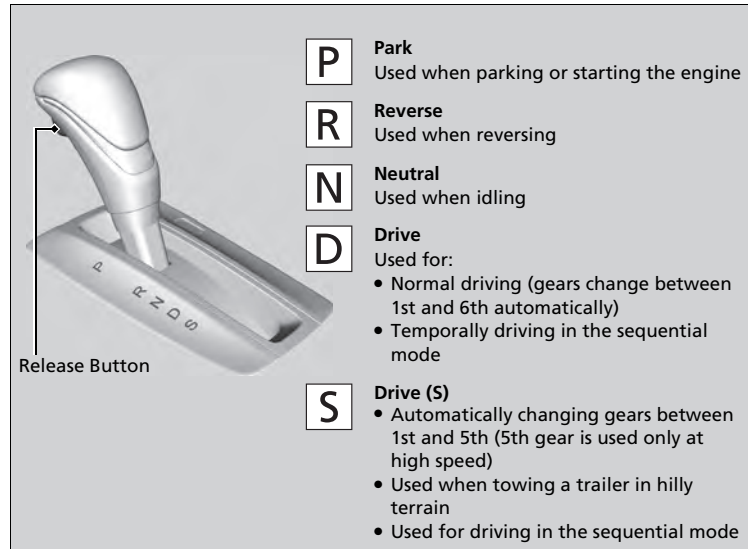 P
Park
Used when parking or starting the engine
R
Reverse
Used when reversing
N
Neutral
Used when idling
D
Drive
Used for:
• Normal driving (gears change between
1st and 6th automatically)
• Temporally driving in the sequential
mode
S
Drive (S)
• Automatically changing gears between
1st and 5th (5th gear is used only at
high speed)
• Used when towing a trailer in hilly
terrain
• Used for driving in the sequential mode
P R N D S
Release Button